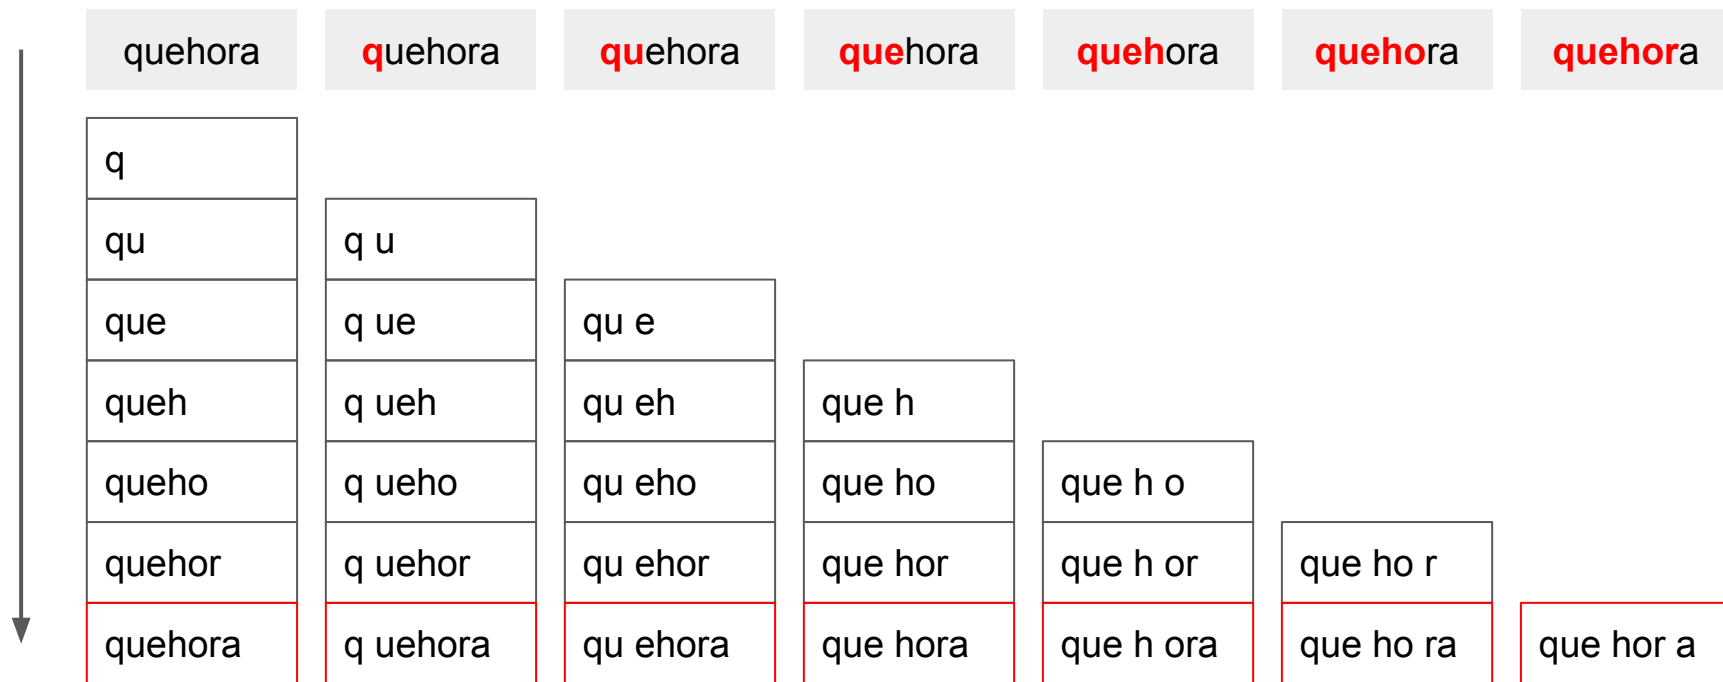 quehora quehora quehora quehora quehora quehora quehora
q
qu q u
que q ue qu e
queh q ueh qu eh que h
queho q ueho qu eho que ho que h o
quehor q uehor qu ehor que hor que h or que ho r
quehora q uehora qu ehora que hora que h ora que ho ra que hor a